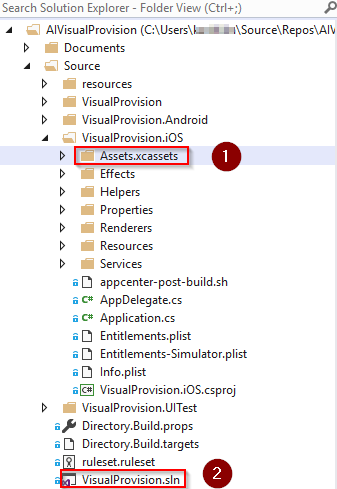 Search Solution Explorer - Folder View (Ctrl+;)
AIVisualProvision (C:\Users\ \Source\Repos\AIV
Documents
Source
resources
VisualProvision
VisualProvision.Android
VisualProvision.iOS
Assets.xcassets
1
Effects
Helpers
Properties
Renderers
Resources
Services
appcenter-post-build.sh
C# AppDelegate.cs
C# Application.cs
Entitlements.plist
Entitlements-Simulator.plist
Info.plist
C# VisualProvision.iOS.csproj
VisualProvision.UITest
Directory.Build.props
Directory.Build.targets
ruleset.ruleset
VisualProvision.sln
2